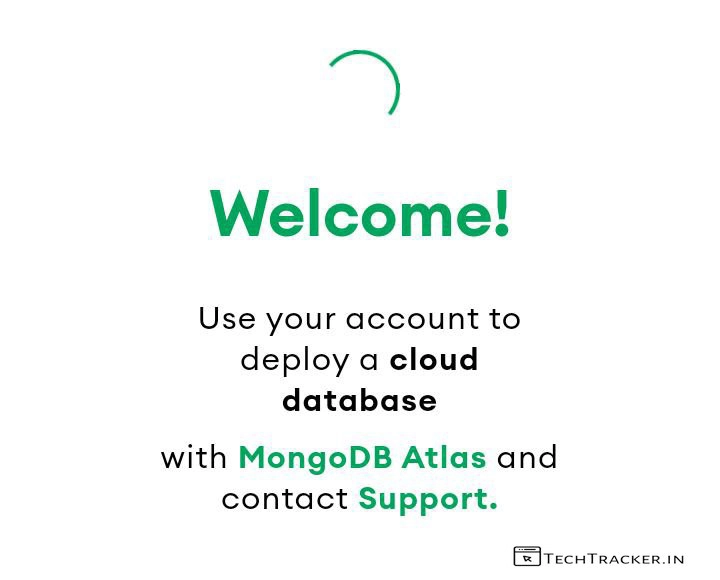 Welcome!
Use your account to
deploy a cloud
database
with MongoDB Atlas and
contact Support.
TECHTRACKER.IN